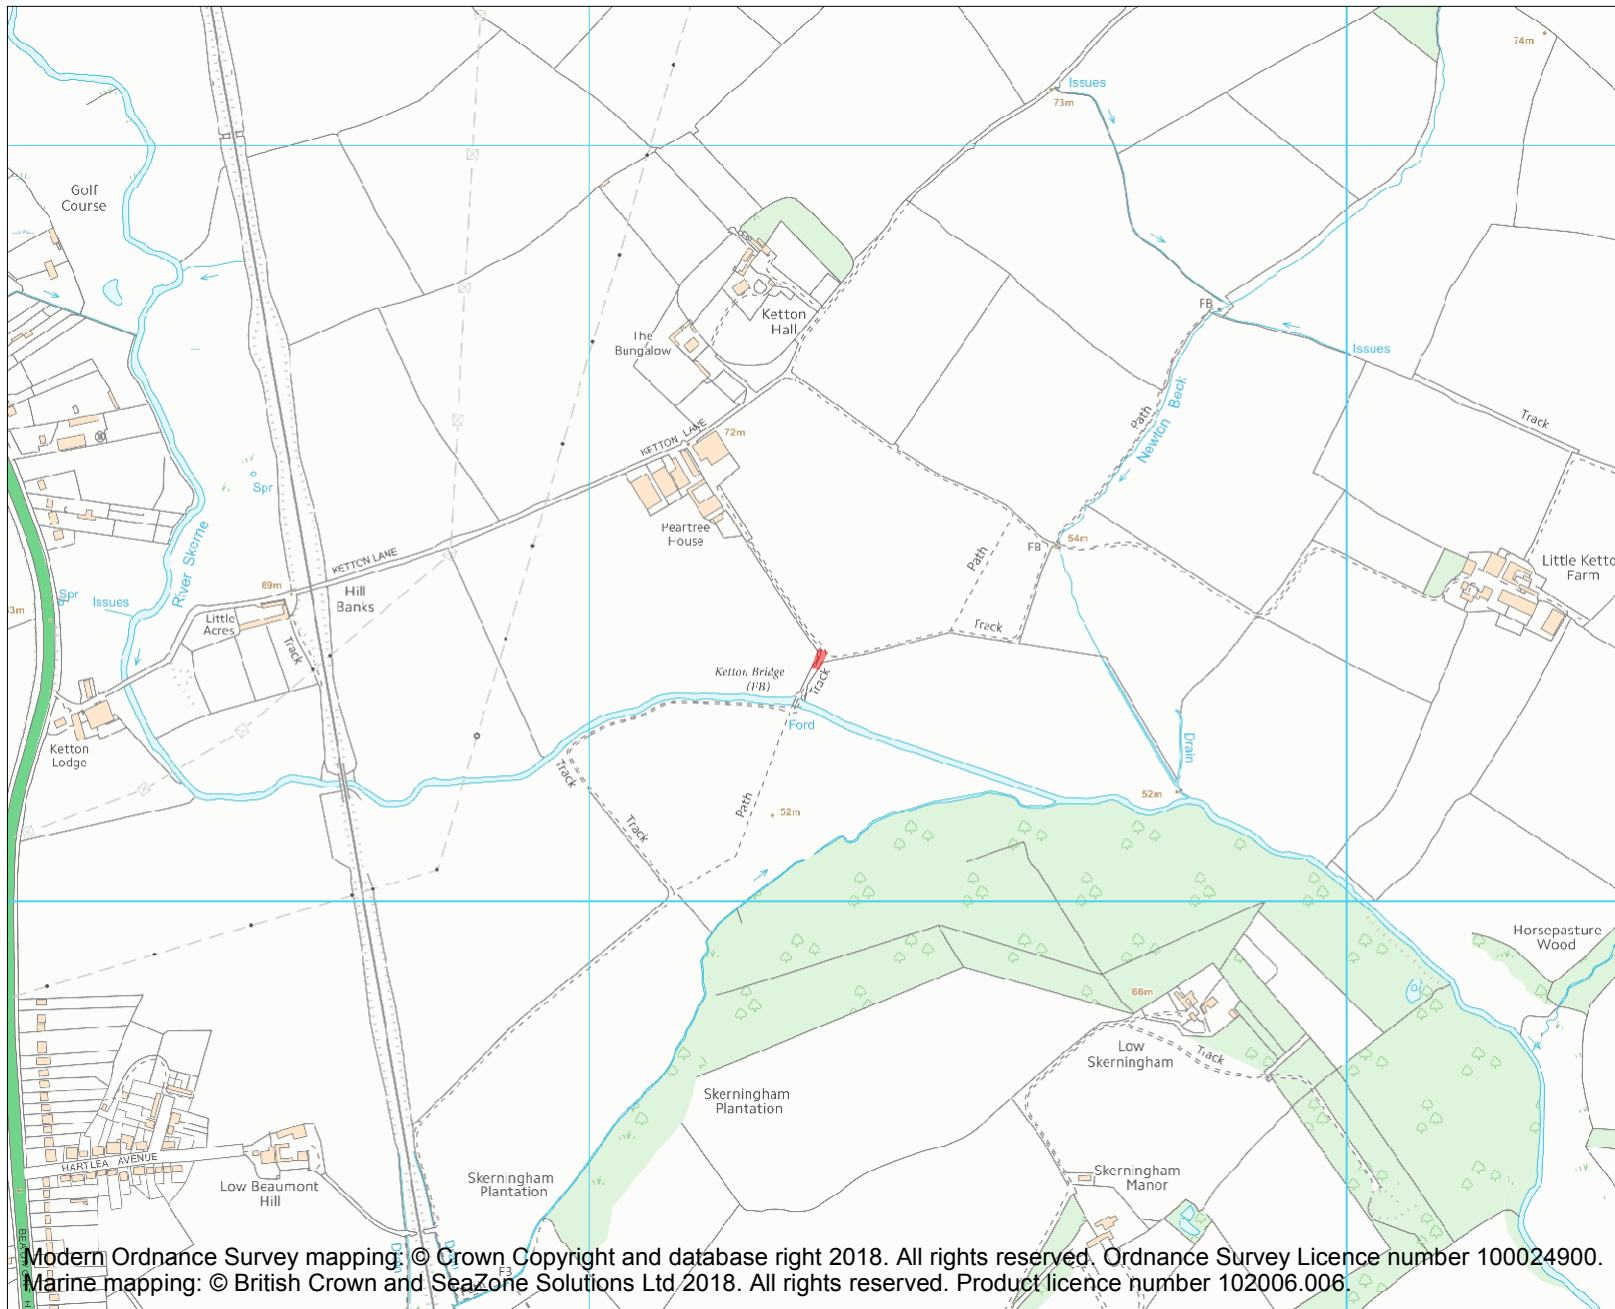 74m
Issues
73m
Golf
Course
Ketton
Hall
The
Bungalow
FB
Issues
Newton Beck
Path
Track
KETTON LANE
72m
Spr
Peartree
House
River Skerne
KETTON LANE
69m
Hill
Banks
Little
Acres
Track
Spr
Issues
Path
FB
54m
Little Ketto
Farm
Track
Ketton Bridge
(FB)
Track
Ford
Ketton
Lodge
Track
Track
Path
52m
Drain
52m
Horsepasture
Wood
66m
Low
Skerningham
Track
Skerningham
Plantation
HARTLEA AVENUE
Low Beaumont
Hill
Skerningham
Plantation
Skerningham
Manor
Drain
Modern Ordnance Survey mapping: © Crown Copyright and database right 2018. All rights reserved. Ordnance Survey Licence number 100024900.
Marine mapping: © British Crown and SeaZone Solutions Ltd 2018. All rights reserved. Product licence number 102006.006.